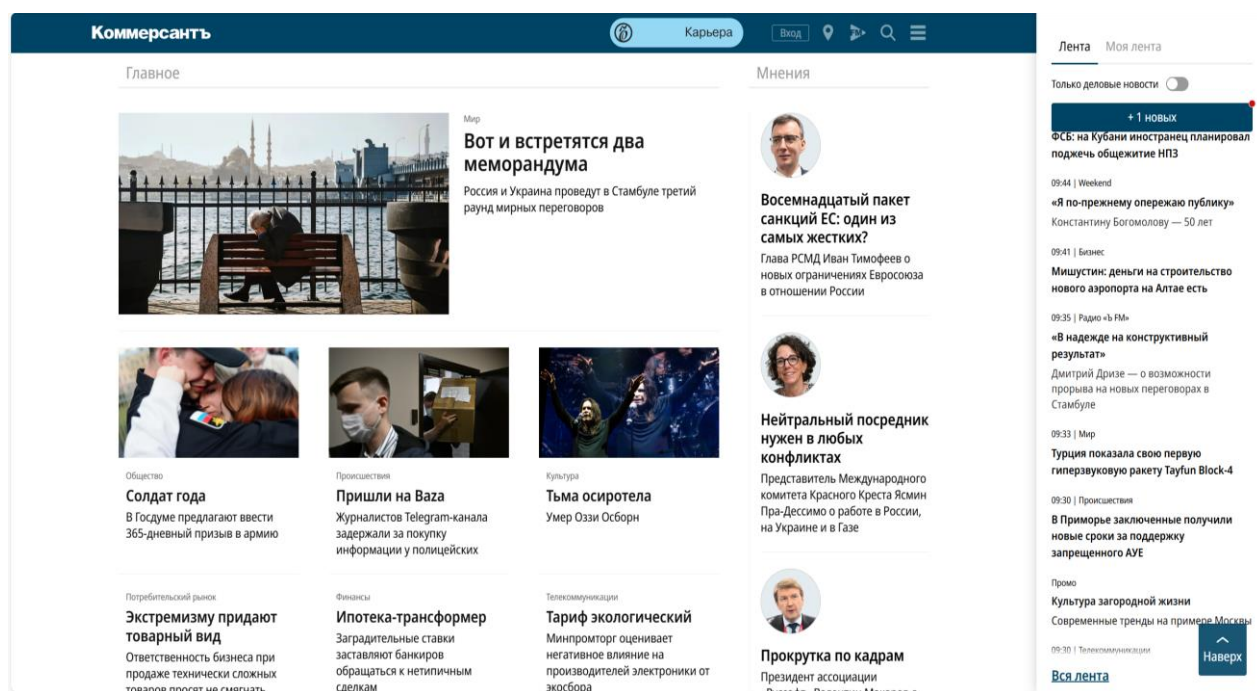 Коммерсантъ
Карьера
Вход
Главное
Мир
Вот и встретятся два
меморандума
Россия и Украина проведут в Стамбуле третий
раунд мирных переговоров
Общество
Солдат года
В Госдуме предлагают ввести
365-дневный призыв в армию
Происшествия
Пришли на Baza
Журналистов Telegram-канала
задержали за покупку
информации у полицейских
Культура
Тьма осиротела
Умер Оззи Осборн
Потребительский рынок
Экстремизму придают
товарный вид
Ответственность бизнеса при
продаже технически сложных
товаров просят не смягчать
Финансы
Ипотека-трансформер
Заградительные ставки
заставляют банкиров
обращаться к нетипичным
сделкам
Телекоммуникации
Тариф экологический
Минпромторг оценивает
негативное влияние на
производителей электроники от
экосбора
Мнения
Восемнадцатый пакет
санкций ЕС: один из
самых жестких?
Глава РСМД Иван Тимофеев о
новых ограничениях Евросоюза
в отношении России
Нейтральный посредник
нужен в любых
конфликтах
Представитель Международного
комитета Красного Креста Ясмин
Пра-Дессимо о работе в России,
на Украине и в Газе
Прокрутка по кадрам
Президент ассоциации
Лента
Моя лента
Только деловые новости
+ 1 новых
ФСБ: на Кубани иностранец планировал
поджечь общежитие НПЗ
09:44 | Weekend
«Я по-прежнему опережаю публику»
Константину Богомолову — 50 лет
09:41 | Бизнес
Мишустин: деньги на строительство
нового аэропорта на Алтае есть
09:35 | Радио «Ъ FM»
«В надежде на конструктивный
результат»
Дмитрий Дризе — о возможности
прорыва на новых переговорах в
Стамбуле
09:33 | Мир
Турция показала свою первую
гиперзвуковую ракету Tayfun Block-4
09:30 | Происшествия
В Приморье заключенные получили
новые сроки за поддержку
запрещенного АУЕ
Промо
Культура загородной жизни
Современные тренды на примере Москвы
09:30 | Телекоммуникации
Вся лента
Наверх